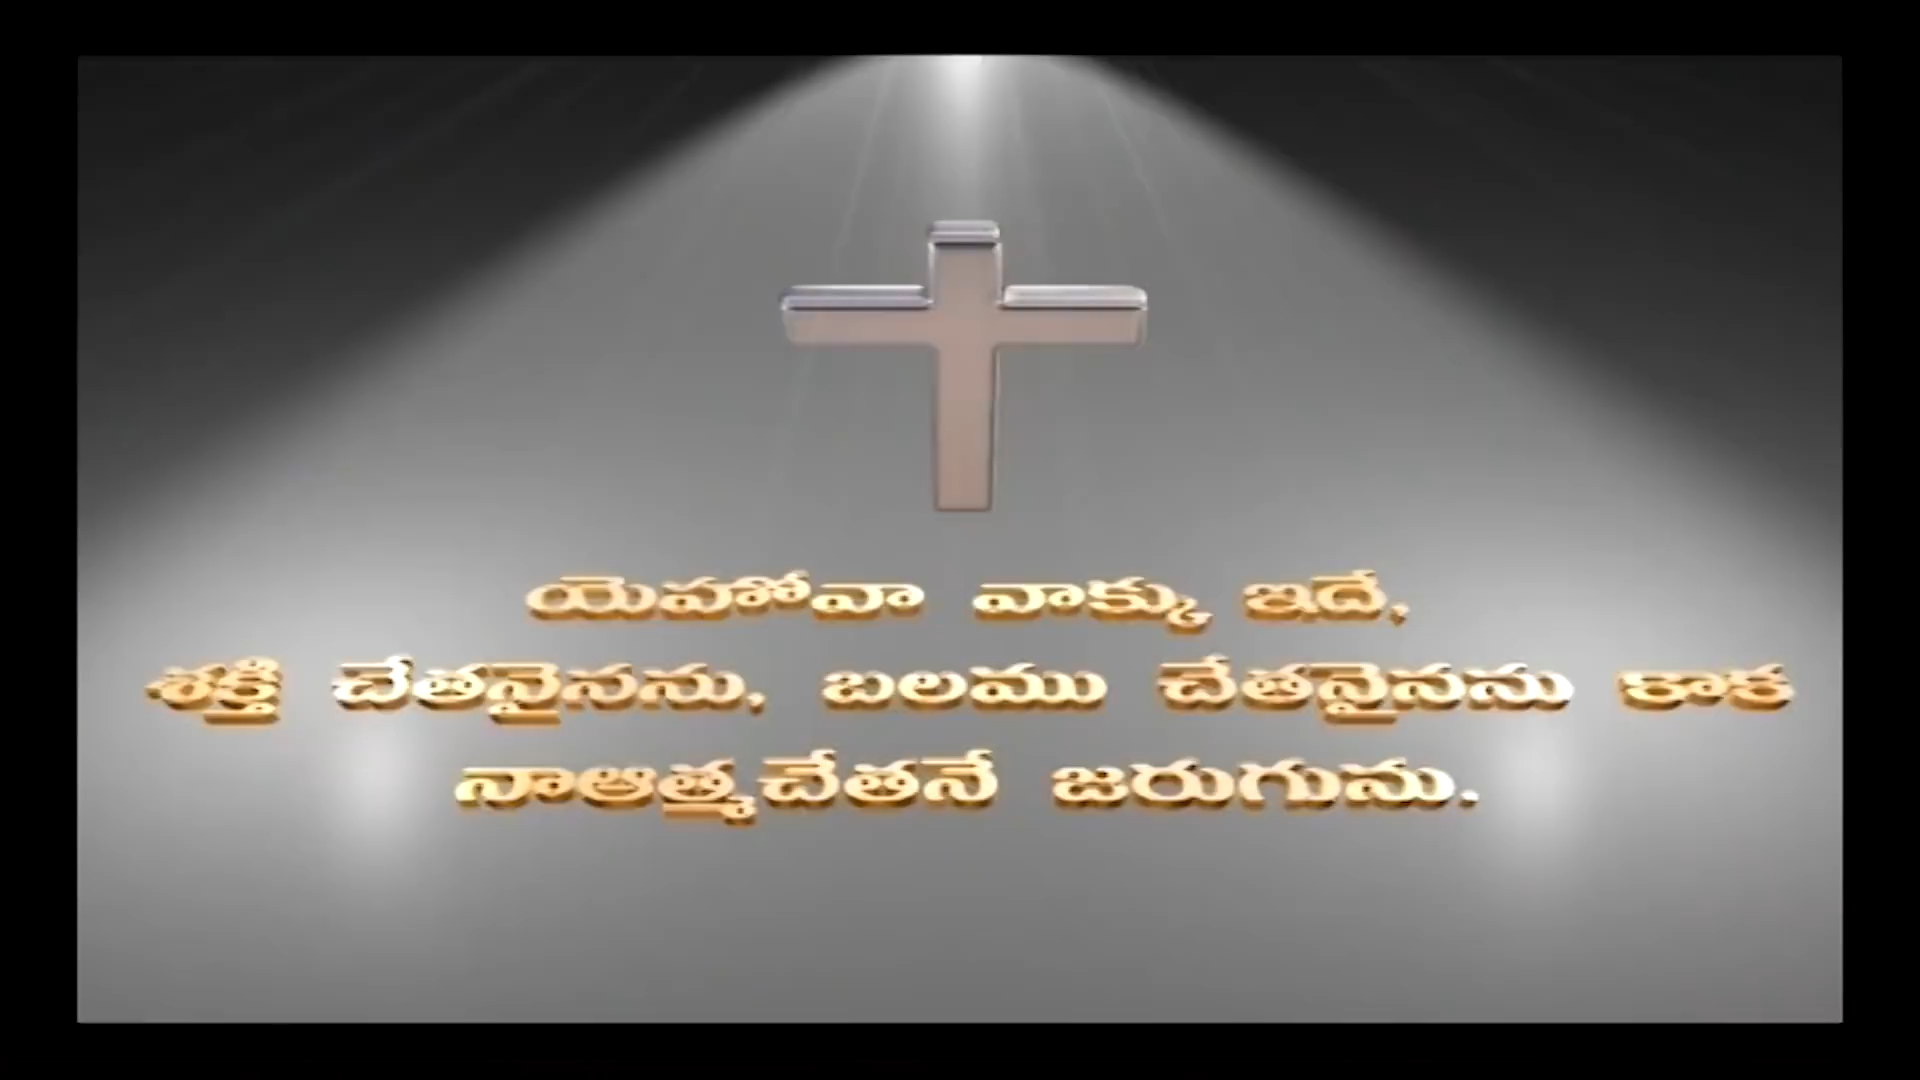 యెహోవా వాక్కు ఇదే,
శక్తి చేతనైనను, బలము చేతనైనను కాక
నాఆత్మచేతనే జరుగును.